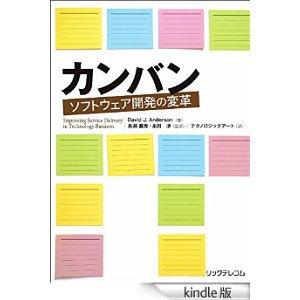 カンバン
ソフトウェア開発の変革
Improving Service Delivery
in Technology Business
David J. Anderson (著)
長瀬 嘉秀・永田 渉 (監訳) / テクノロジックアート (訳)
リックテレコム
kindle版